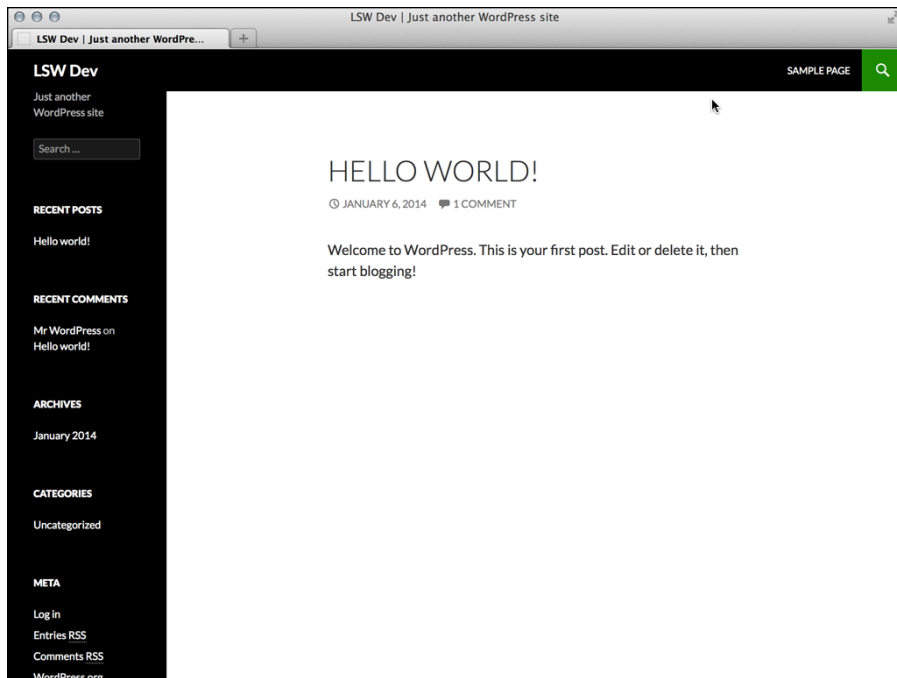 LSW Dev | Just another WordPress site
LSW Dev | Just another WordPre...
LSW Dev
SAMPLE PAGE
Just another
WordPress site
Search ...
HELLO WORLD!
JANUARY 6, 2014 1 COMMENT
Welcome to WordPress. This is your first post. Edit or delete it, then
start blogging!
RECENT POSTS
Hello world!
RECENT COMMENTS
Mr WordPress on
Hello world!
ARCHIVES
January 2014
CATEGORIES
Uncategorized
META
Log in
Entries RSS
Comments RSS
WordPress.org